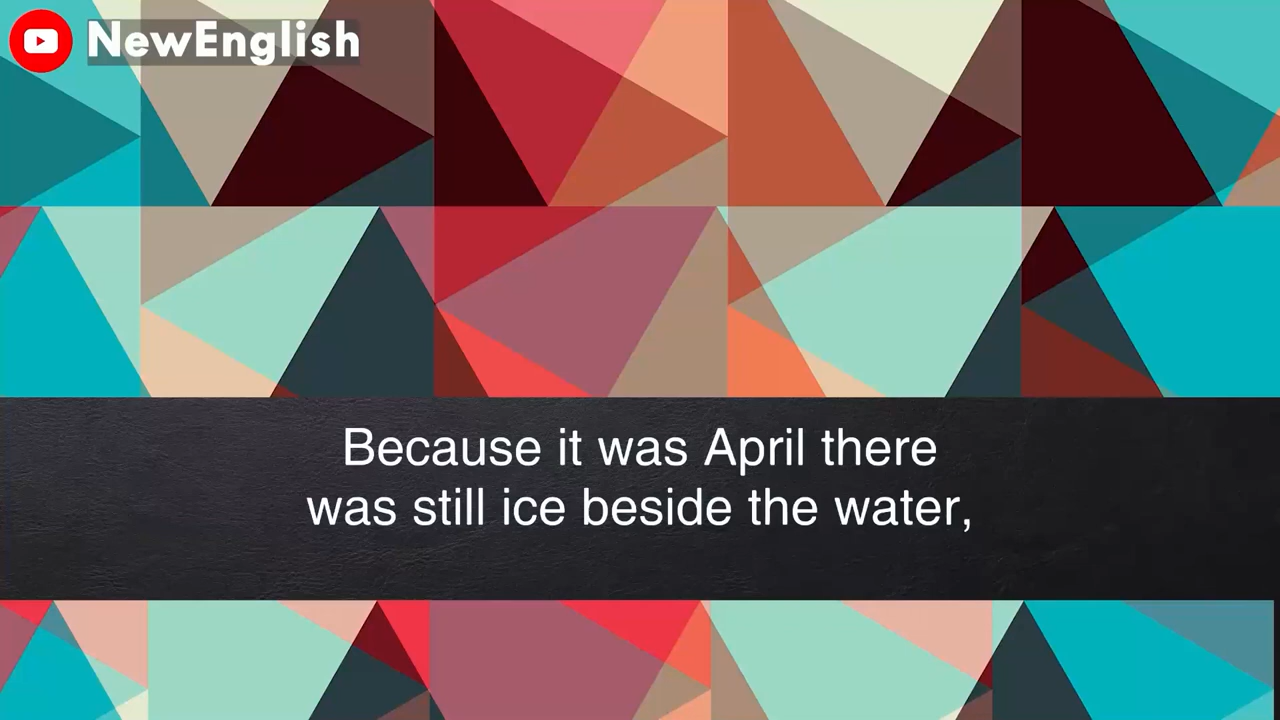 NewEnglish
Because it was April there
was still ice beside the water,